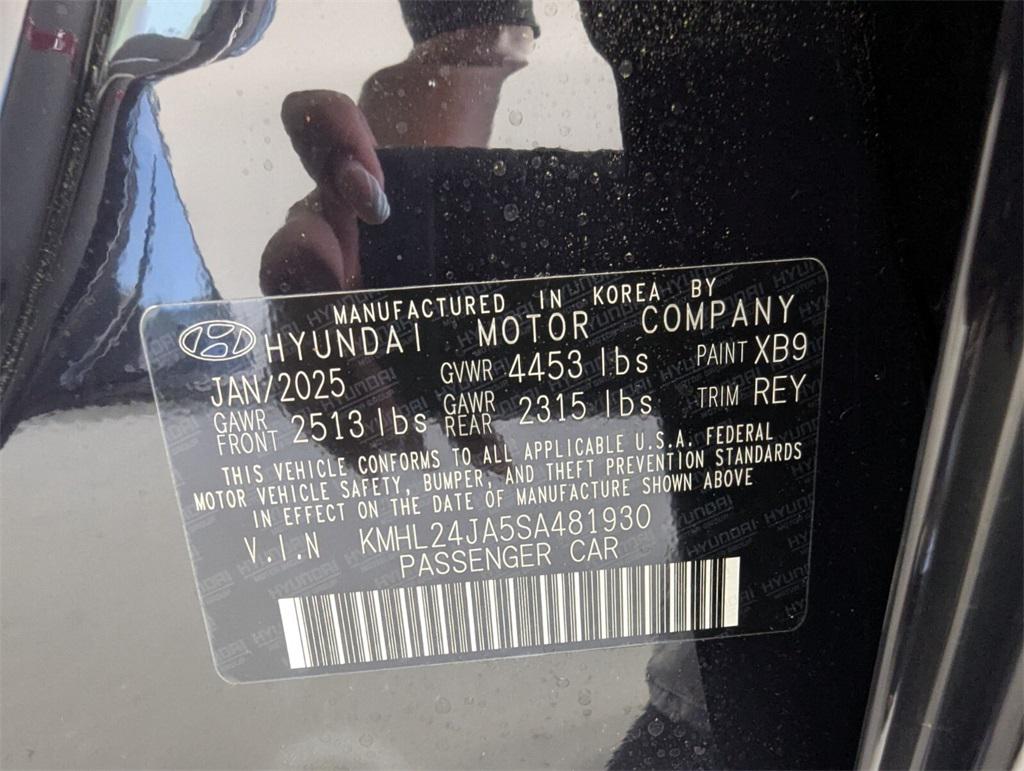 MANUFACTURED IN KOREA BY
HYUNDAI MOTOR COMPANY
JAN/2025 GVWR 4453 lbs PAINT XB9
GAWR FRONT 2513 lbs GAWR REAR 2315 lbs TRIM REY
THIS VEHICLE CONFORMS TO ALL APPLICABLE U.S.A. FEDERAL
MOTOR VEHICLE SAFETY, BUMPER, AND THEFT PREVENTION STANDARDS
IN EFFECT ON THE DATE OF MANUFACTURE SHOWN ABOVE
V.I.N KMHL24JA5SA481930
PASSENGER CAR